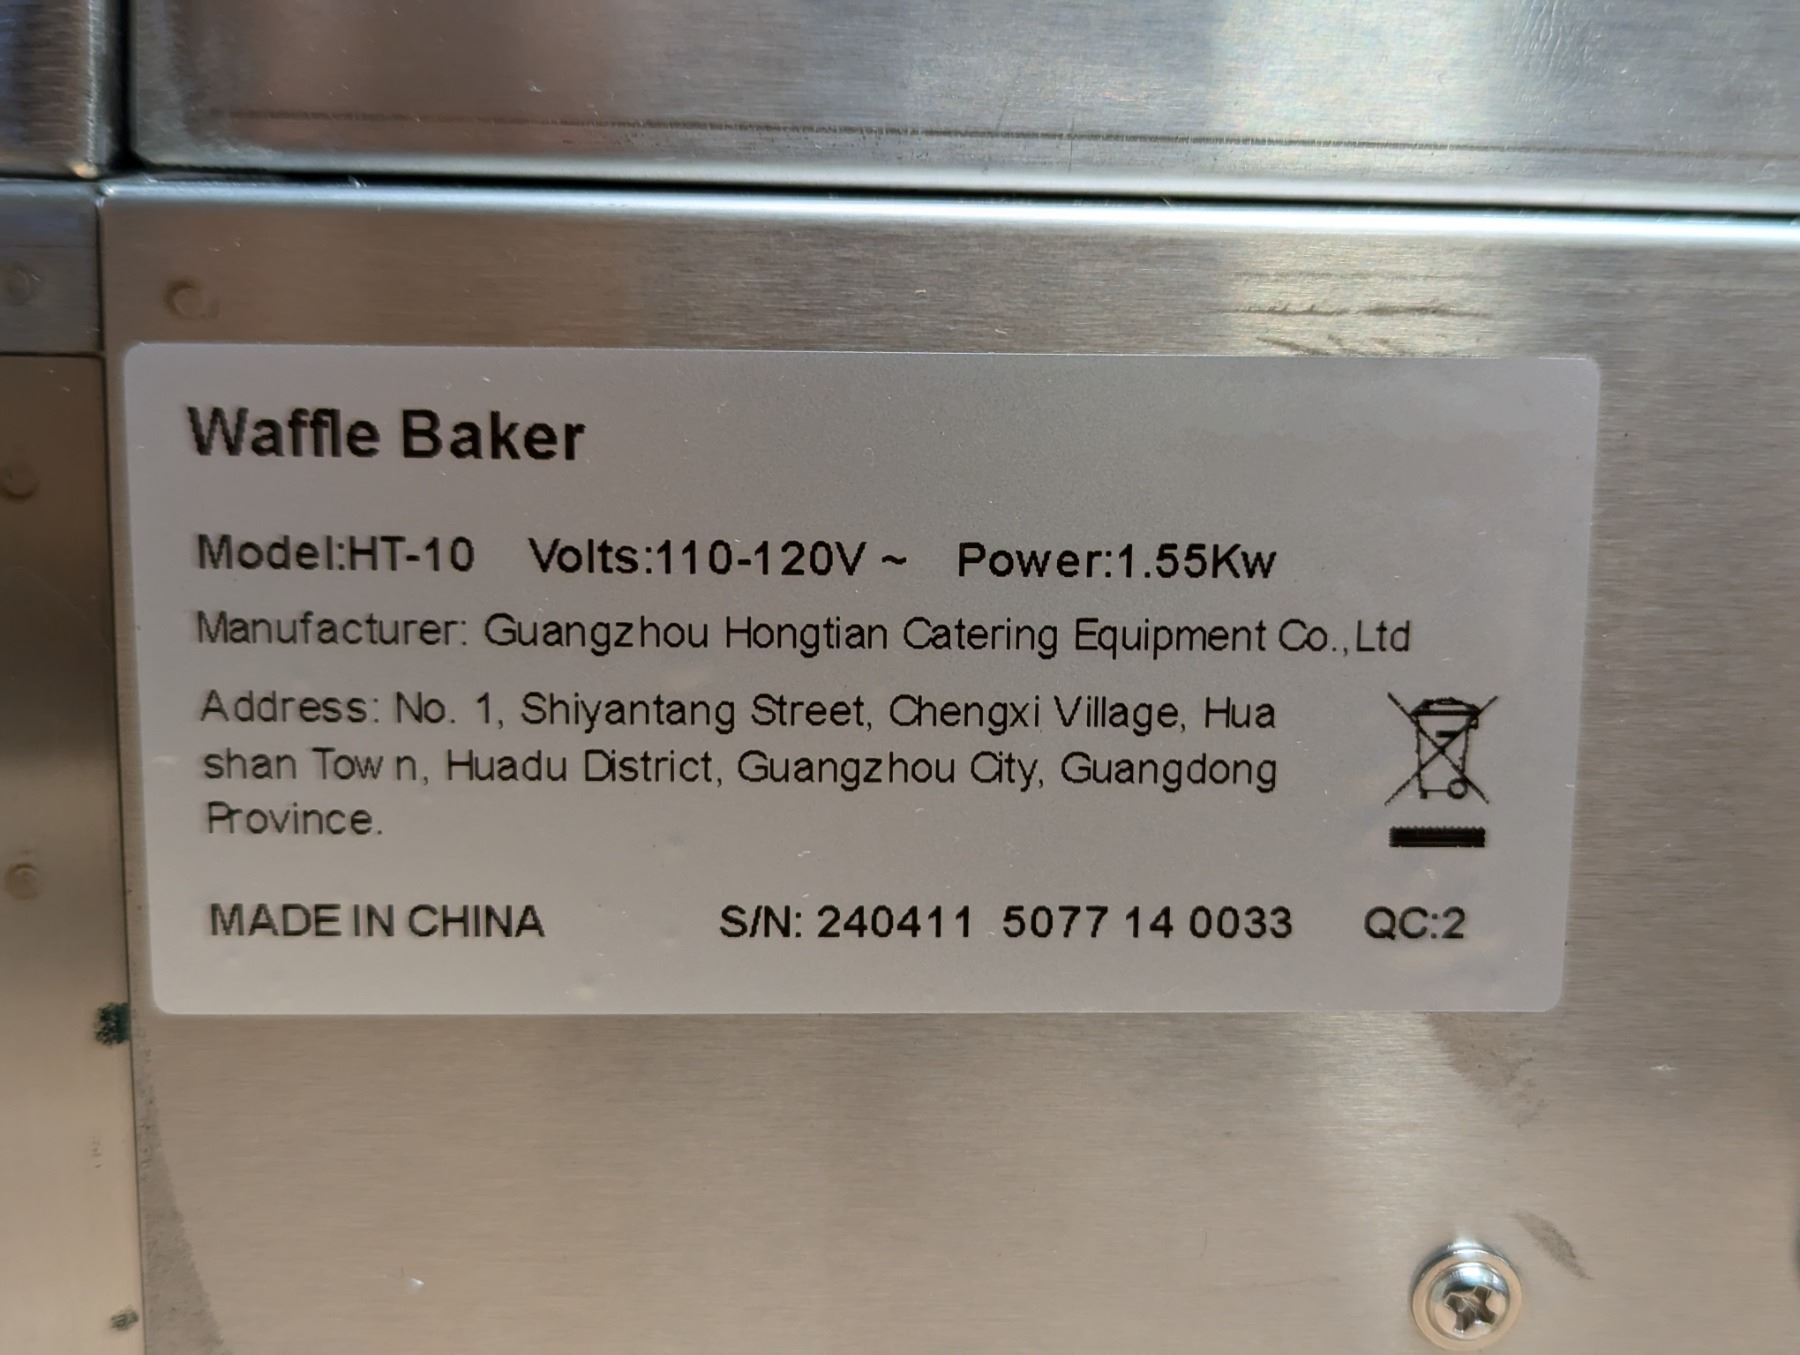 Waffle Baker
Model:HT-10 Volts:110-120V ~ Power:1.55Kw
Manufacturer: Guangzhou Hongtian Catering Equipment Co.,Ltd
Address: No. 1, Shiyantang Street, Chengxi Village, Hua
shan Tow n, Huadu District, Guangzhou City, Guangdong
Province.
MADE IN CHINA S/N: 240411 5077 14 0033 QC:2